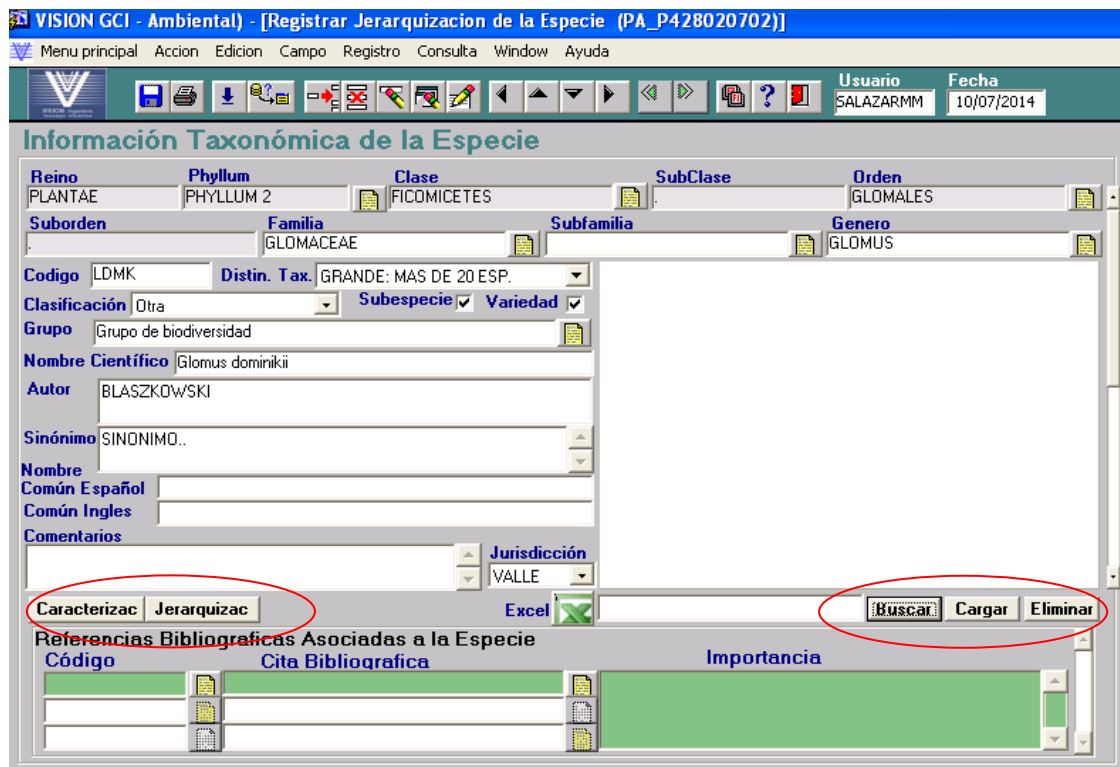 VISION GCI - Ambiental) - [Registrar Jerarquizacion de la Especie (PA_P428020702)]
Menu principal Accion Edicion Campo Registro Consulta Window Ayuda
Usuario Fecha
SALAZARMM 10/07/2014
Información Taxonómica de la Especie
Reino Phyllum Clase SubClase Orden
PLANTAE PHYLLUM 2 FICOMICETES . GLOMALES
Suborden Familia Subfamilia Genero
. GLOMACEAE GLOMUS
Codigo LDMK Distin. Tax. GRANDE: MAS DE 20 ESP.
Clasificación Otra Subespecie Variedad
Grupo Grupo de biodiversidad
Nombre Científico Glomus dominikii
Autor BLASZKOWSKI
Sinónimo SINONIMO..
Nombre
Común Español
Común Ingles
Comentarios
Jurisdicción
VALLE
Caracterizac Jerarquizac Excel Buscar Cargar Eliminar
Referencias Bibliograficas Asociadas a la Especie
Código Cita Bibliografica Importancia